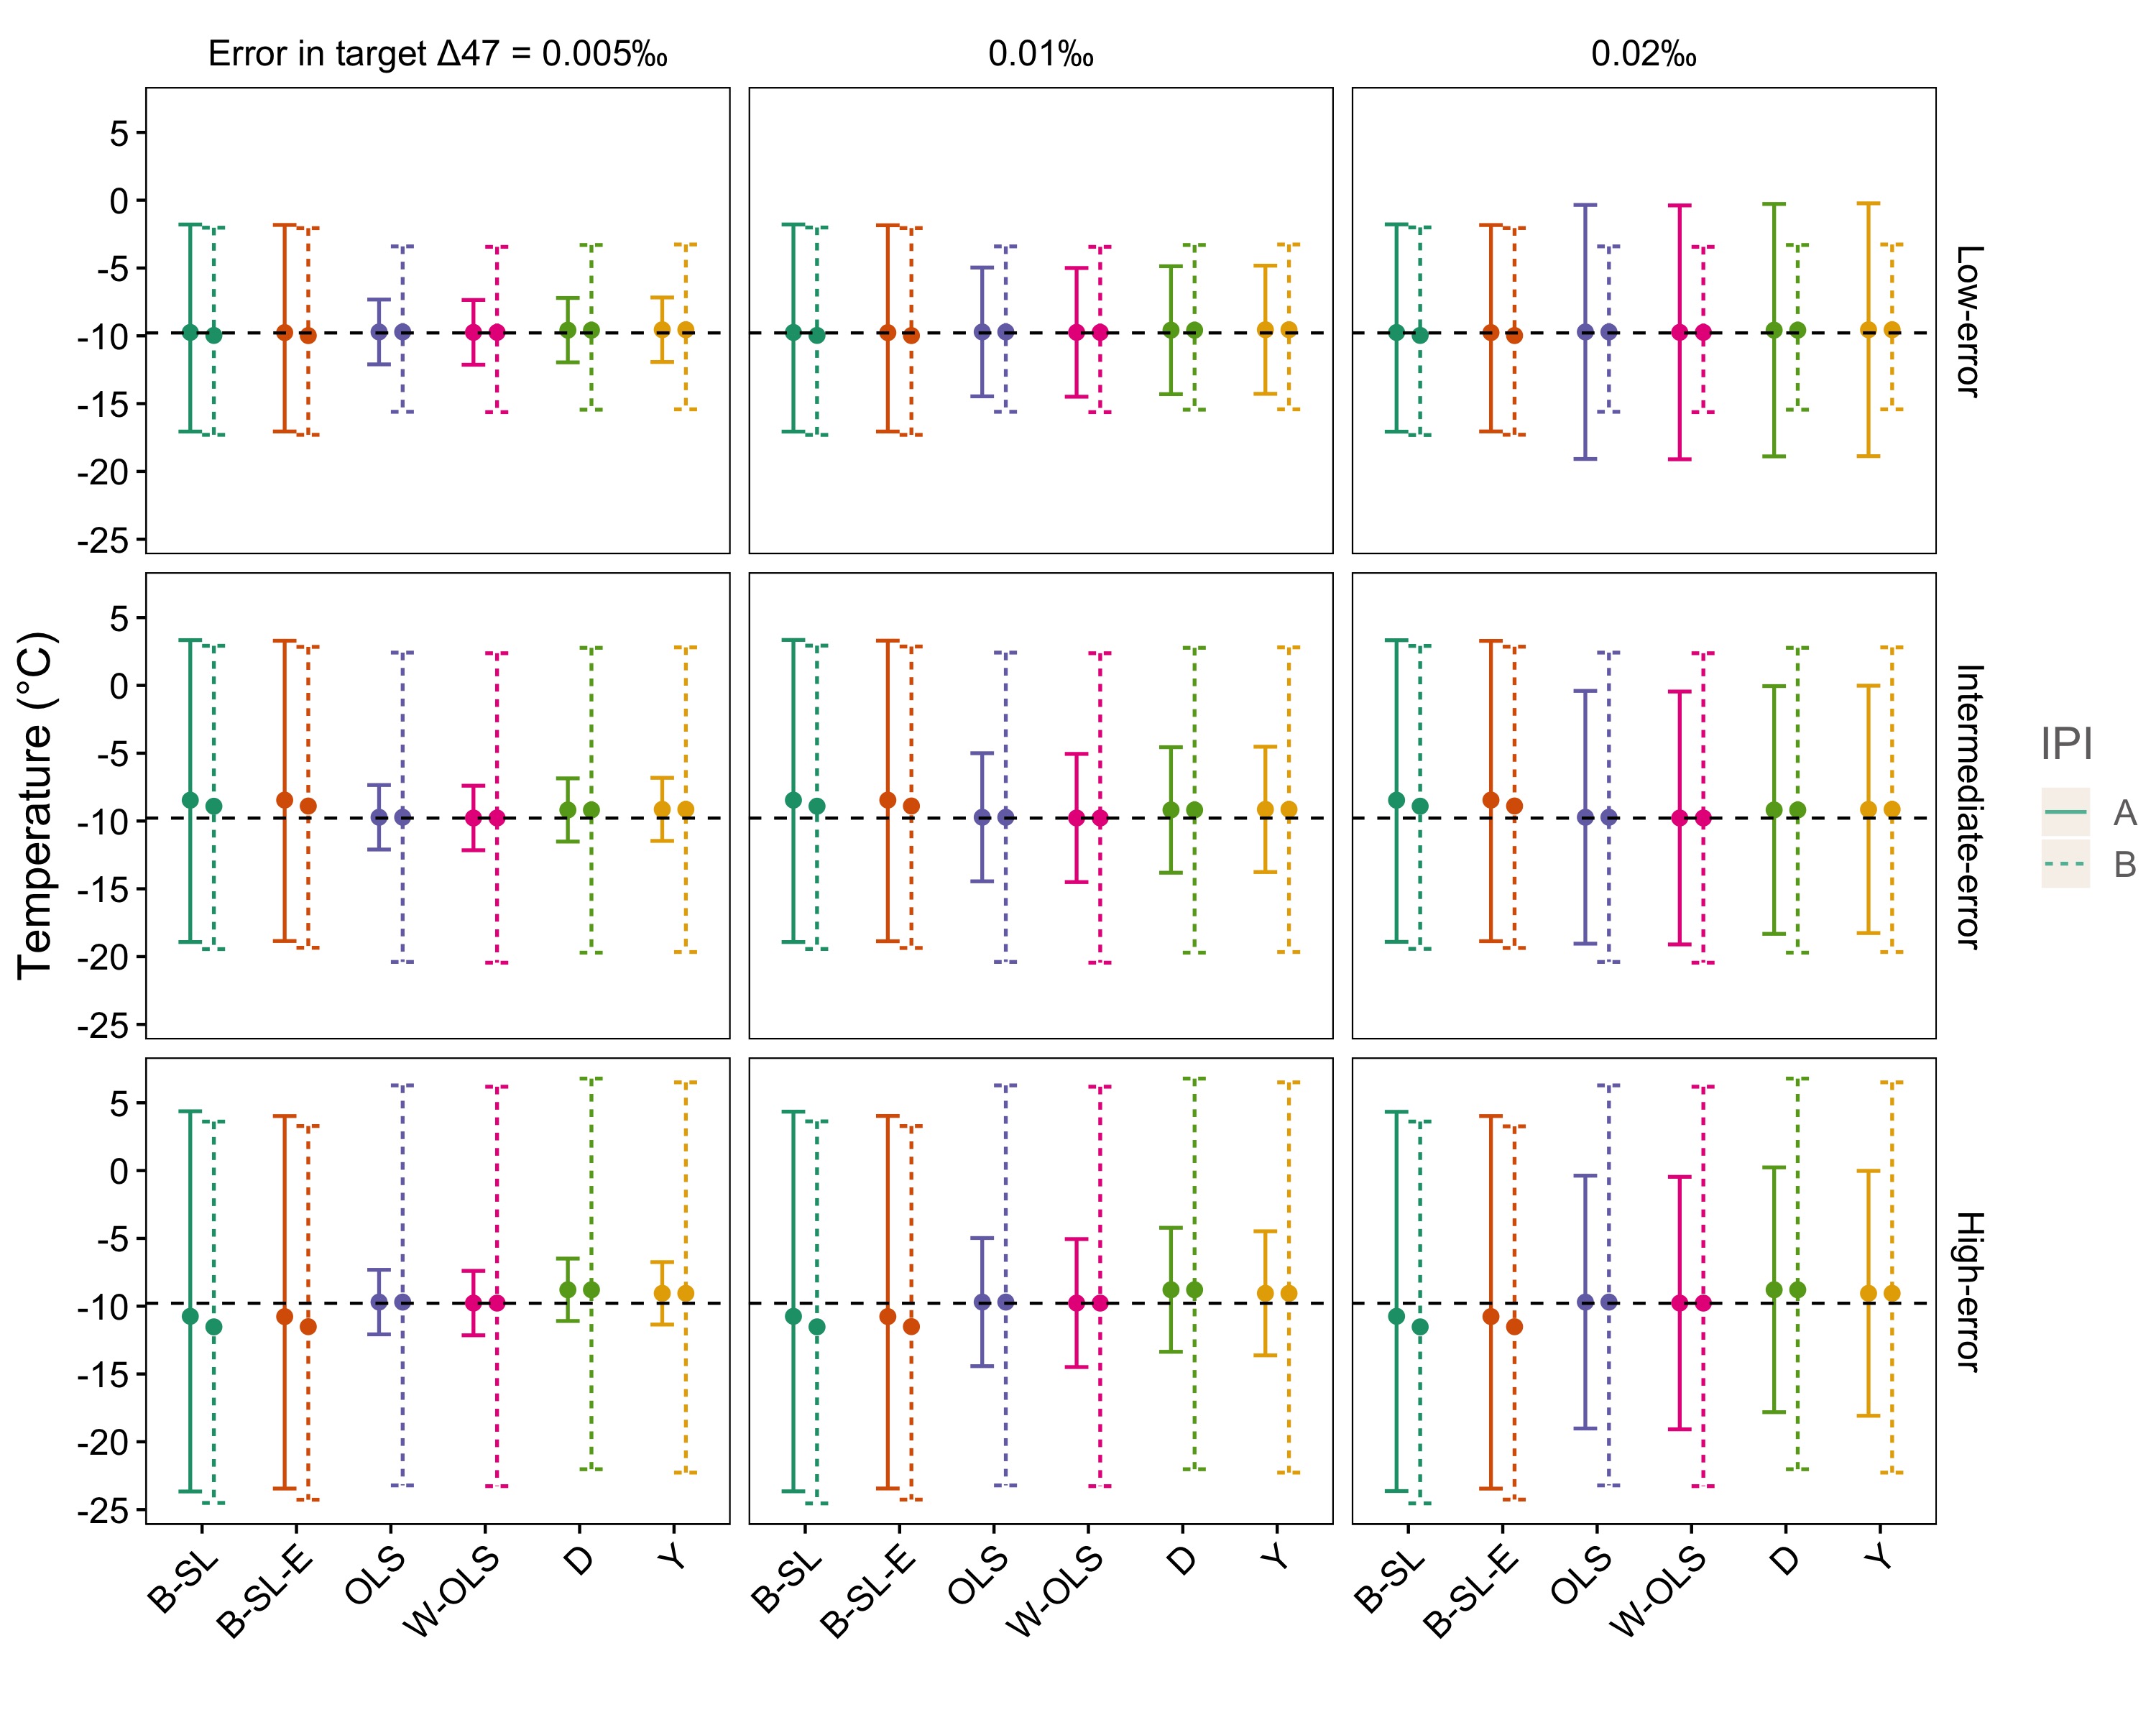 Error in target Δ47 = 0.005‰
0.01‰
0.02‰
5
0
-5
-10
-15
-20
-25
Low-error
5
0
-5
-10
-15
-20
-25
Intermediate-error
5
0
-5
-10
-15
-20
-25
High-error
Temperature (°C)
B-SL
B-SL-E
OLS
W-OLS
D
Y
B-SL
B-SL-E
OLS
W-OLS
D
Y
B-SL
B-SL-E
OLS
W-OLS
D
Y
IPI
A
B